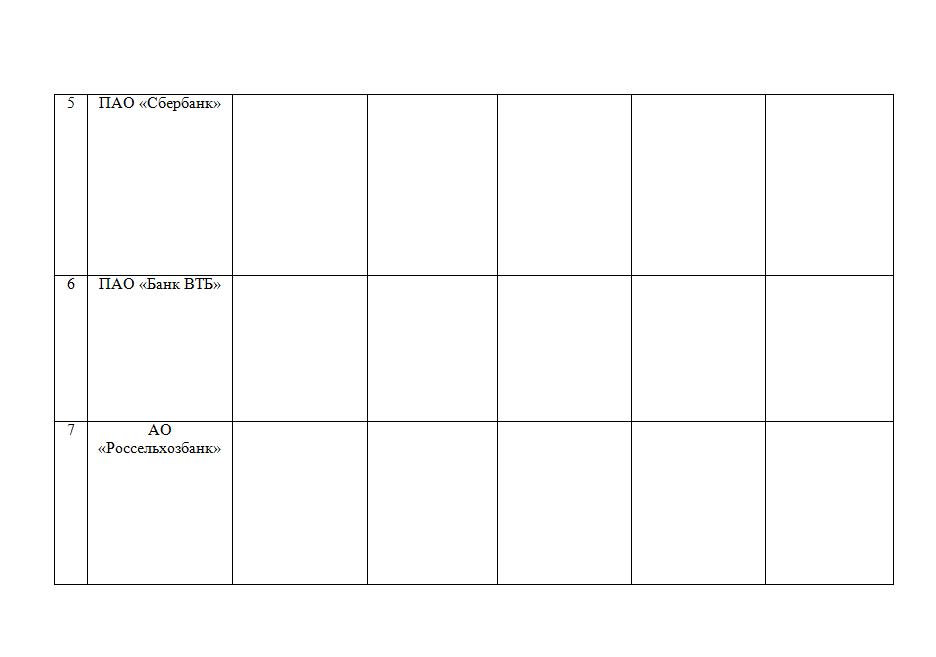 5 ПАО «Сбербанк»
6 ПАО «Банк ВТБ»
7 АО
«Россельхозбанк»